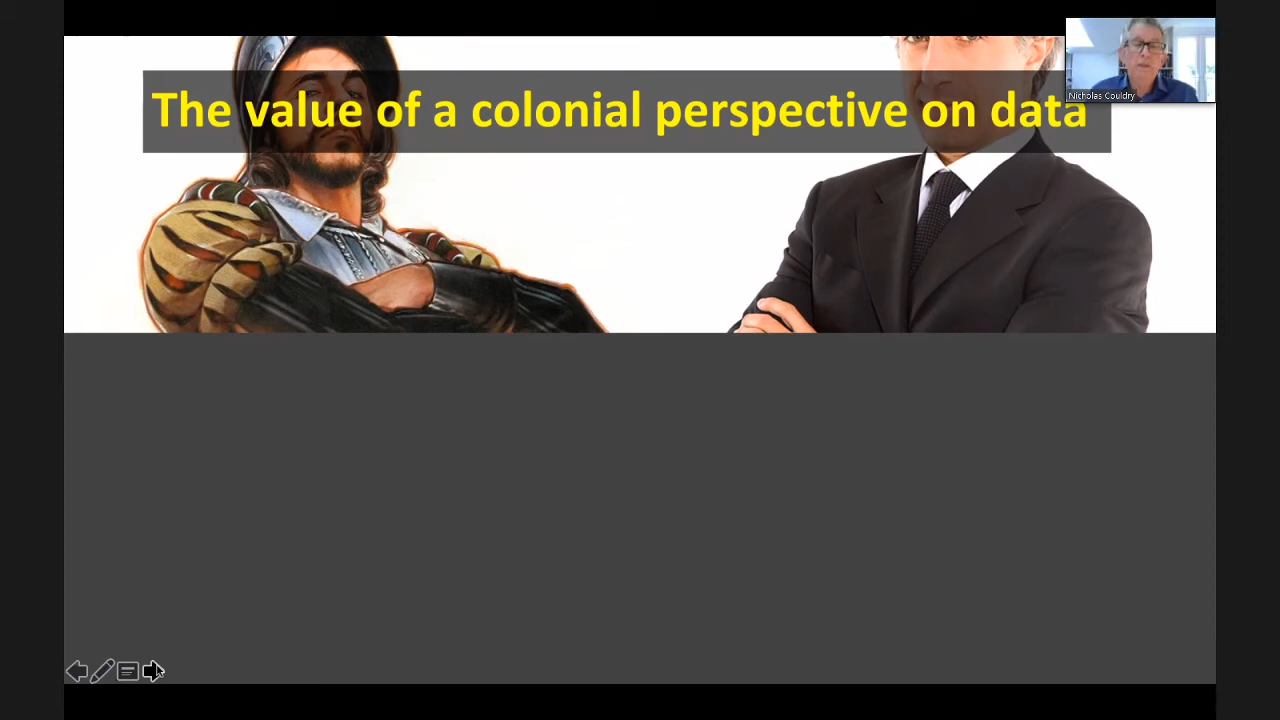 The value of a colonial perspective on data
Nicholas Couldry